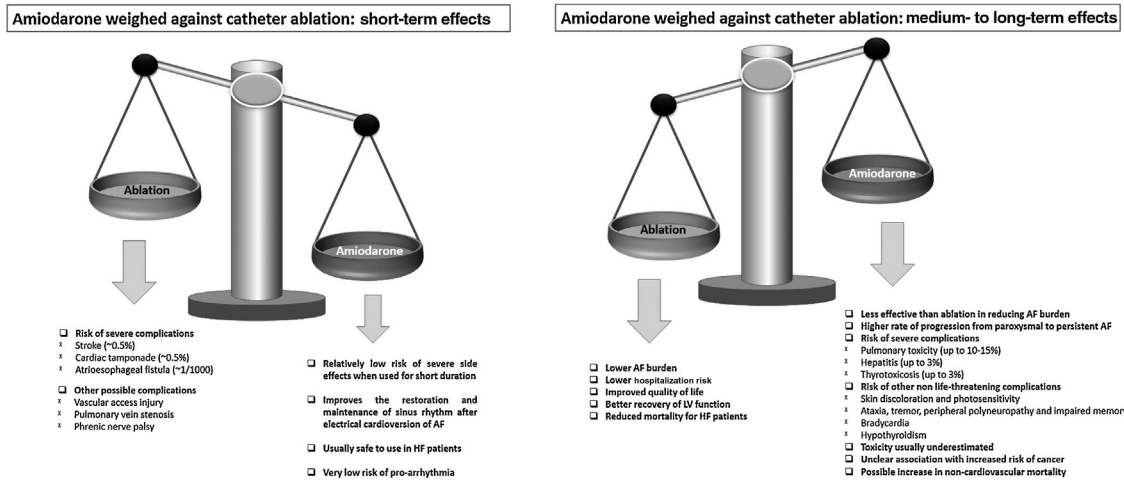 Amiodarone weighed against catheter ablation: short-term effects
Ablation
Amiodarone
❑ Risk of severe complications
x Stroke (~0.5%)
x Cardiac tamponade (~0.5%)
x Atrioesophageal fistula (~1/1000)
❑ Other possible complications
x Vascular access injury
x Pulmonary vein stenosis
x Phrenic nerve palsy
❑ Relatively low risk of severe side
effects when used for short duration
❑ Improves the restoration and
maintenance of sinus rhythm after
electrical cardioversion of AF
❑ Usually safe to use in HF patients
❑ Very low risk of pro-arrhythmia
Amiodarone weighed against catheter ablation: medium- to long-term effects
Ablation
Amiodarone
❑ Lower AF burden
❑ Lower hospitalization risk
❑ Improved quality of life
❑ Better recovery of LV function
❑ Reduced mortality for HF patients
❑ Less effective than ablation in reducing AF burden
❑ Higher rate of progression from paroxysmal to persistent AF
❑ Risk of severe complications
x Pulmonary toxicity (up to 10-15%)
x Hepatitis (up to 3%)
x Thyrotoxicosis (up to 3%)
❑ Risk of other non life-threatening complications
x Skin discoloration and photosensitivity
x Ataxia, tremor, peripheral polyneuropathy and impaired memor
x Bradycardia
x Hypothyroidism
❑ Toxicity usually underestimated
❑ Unclear association with increased risk of cancer
❑ Possible increase in non-cardiovascular mortality